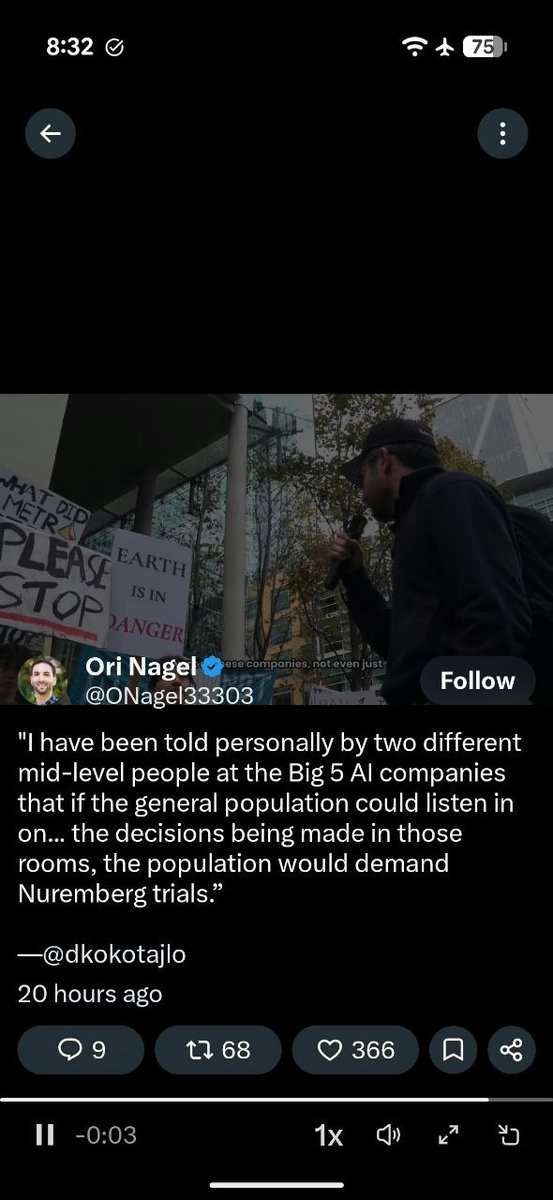 8:32
75
WHAT DID
METR
PLEASE
STOP
EARTH
IS IN
DANGER
these companies, not even just
Ori Nagel
@ONagel33303
Follow
"I have been told personally by two different
mid-level people at the Big 5 AI companies
that if the general population could listen in
on... the decisions being made in those
rooms, the population would demand
Nuremberg trials.”
—@dkokotajlo
20 hours ago
9
68
366
-0:03
1x